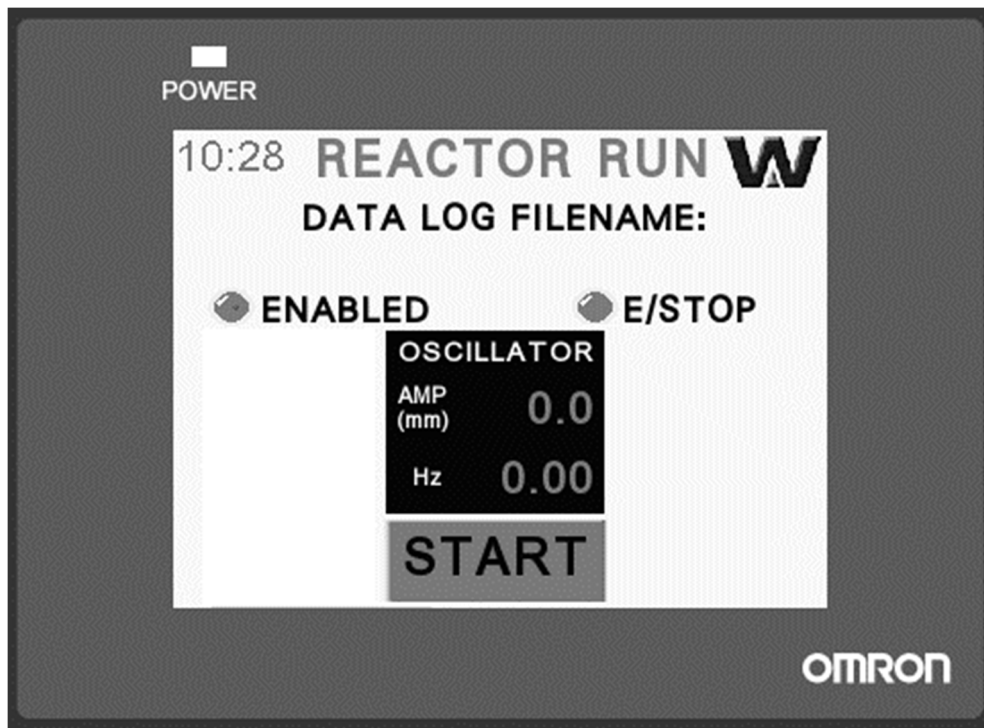 POWER
10:28 REACTOR RUN W
DATA LOG FILENAME:
ENABLED E/STOP
OSCILLATOR
AMP 0.0
(mm)
Hz 0.00
START
OMRON